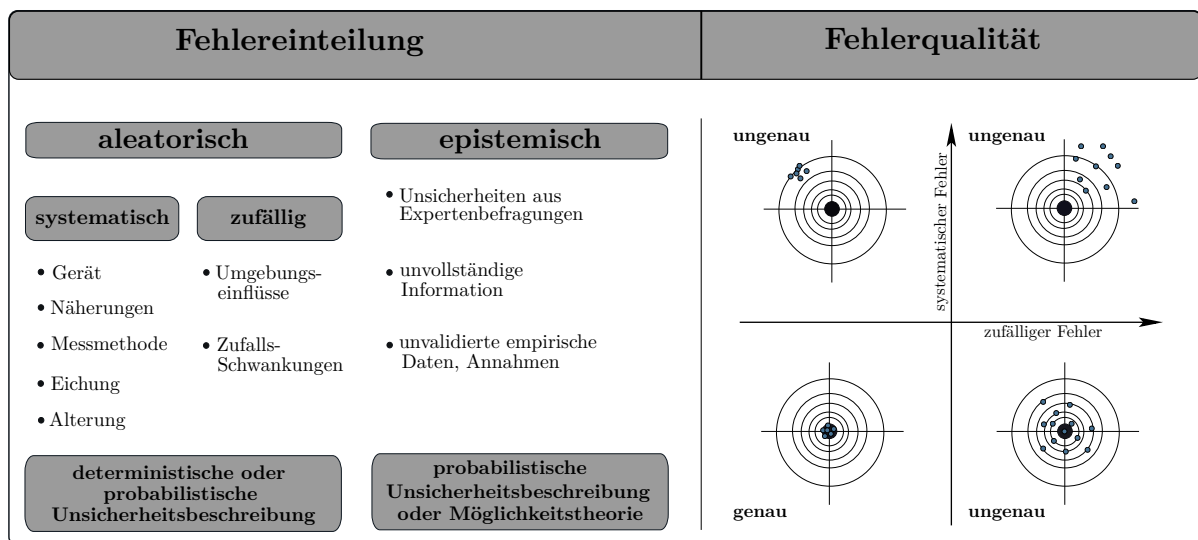 Fehlereinteilung
Fehlerqualität
aleatorisch
epistemisch
systematisch
zufällig
• Gerät
• Näherungen
• Messmethode
• Eichung
• Alterung
• Umgebungs-
einflüsse
• Zufalls-
Schwankungen
• Unsicherheiten aus
Expertenbefragungen
• unvollständige
Information
• unvalidierte empirische
Daten, Annahmen
deterministische oder
probabilistische
Unsicherheitsbeschreibung
probabilistische
Unsicherheitsbeschreibung
oder Möglichkeitstheorie
ungenau
ungenau
systematischer Fehler
zufälliger Fehler
genau
ungenau